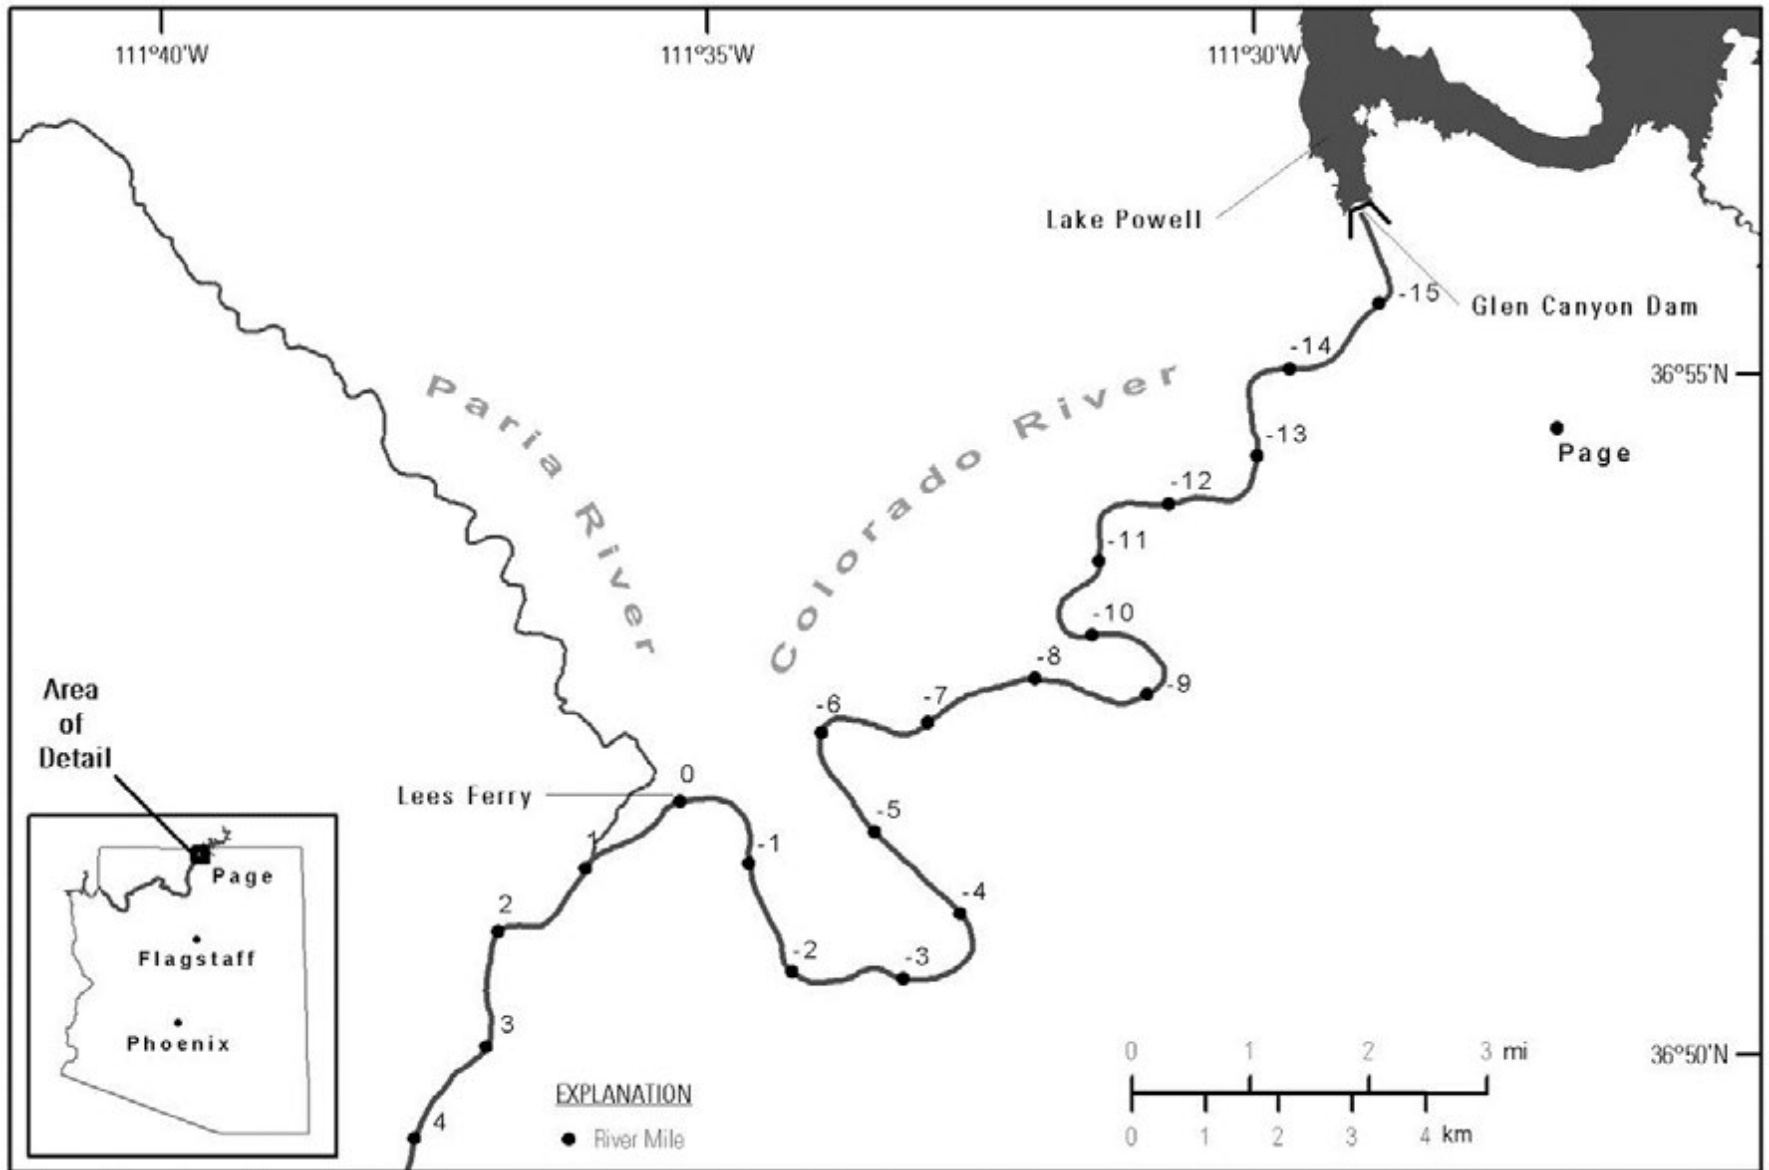 111°40'W
111°35'W
111°30'W
Lake Powell
-15
Glen Canyon Dam
-14
36°55'N
Paria River
Colorado River
-13
Page
-12
-11
-10
-9
-8
-7
-6
Area
of
Detail
0
Lees Ferry
-5
1
-1
-4
2
-2
-3
3
4
Page
Flagstaff
Phoenix
EXPLANATION
River Mile
0 1 2 3 mi
0 1 2 3 4 km
36°50'N